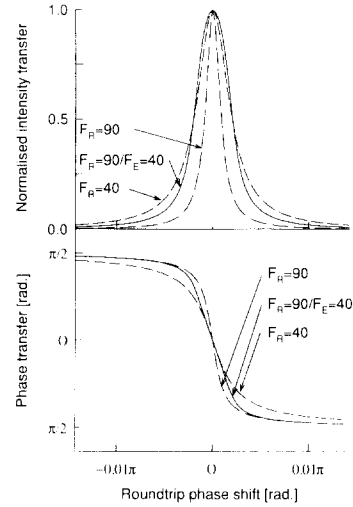 Normalised intensity transfer
1.0
0.5
0.0
F_R=90
F_R=90/F_E=40
F_R=40
Phase transfer [rad.]
π/2
0
π/2
F_R=90
F_R=90/F_E=40
F_R=40
−0.01π
0
0.01π
Roundtrip phase shift [rad.]